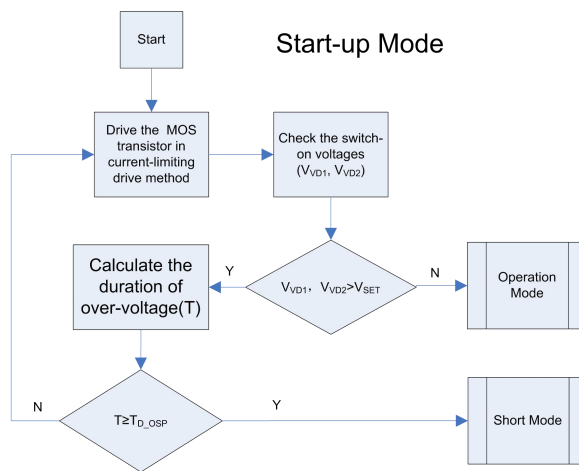 Start
Start-up Mode
Drive the MOS
transistor in
current-limiting
drive method
Check the switch-
on voltages
(VVD1, VVD2)
Calculate the
duration of
over-voltage(T)
Y
VVD1, VVD2>VSET
N
Operation
Mode
N
T≥TD_OSP
Y
Short Mode